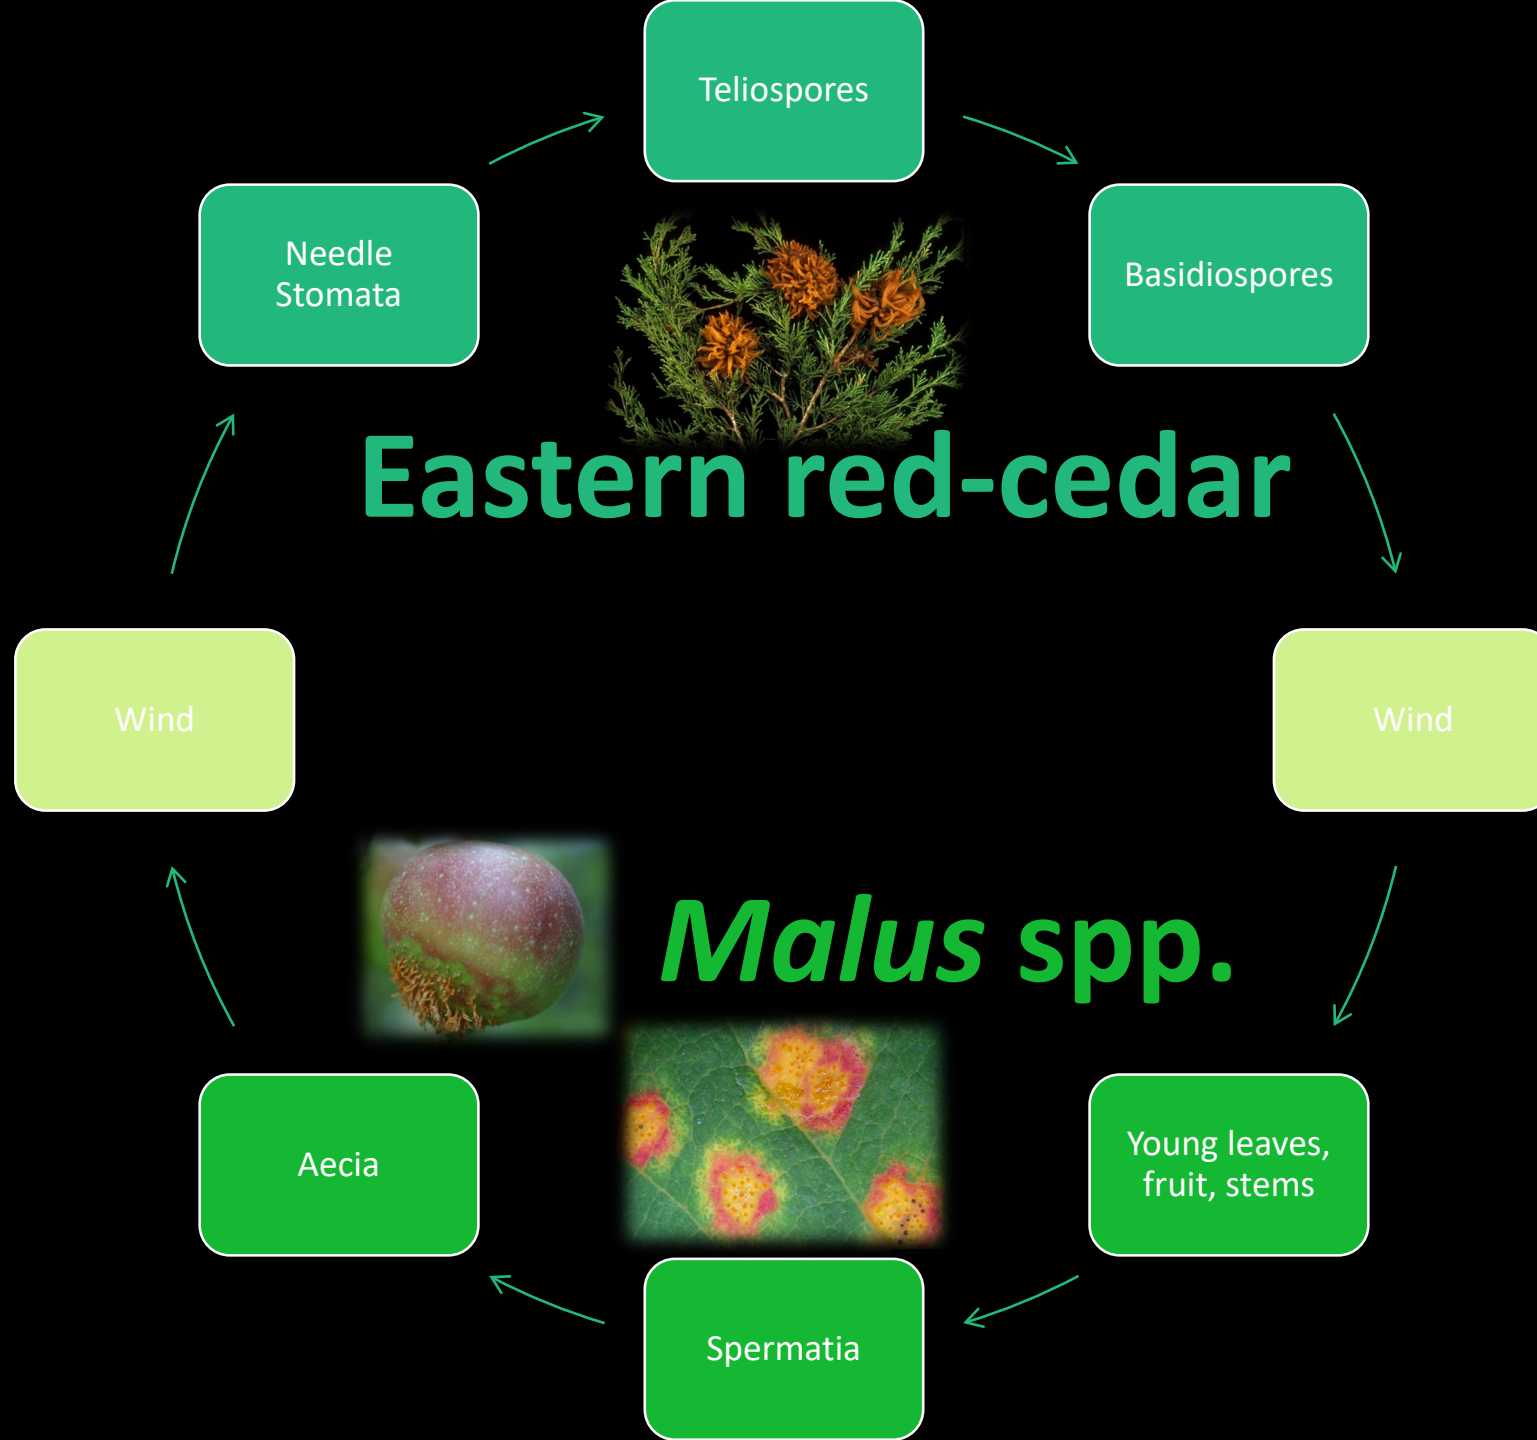 Teliospores
Needle
Stomata
Basidiospores
Eastern red-cedar
Wind
Wind
Malus spp.
Aecia
Young leaves,
fruit, stems
Spermatia